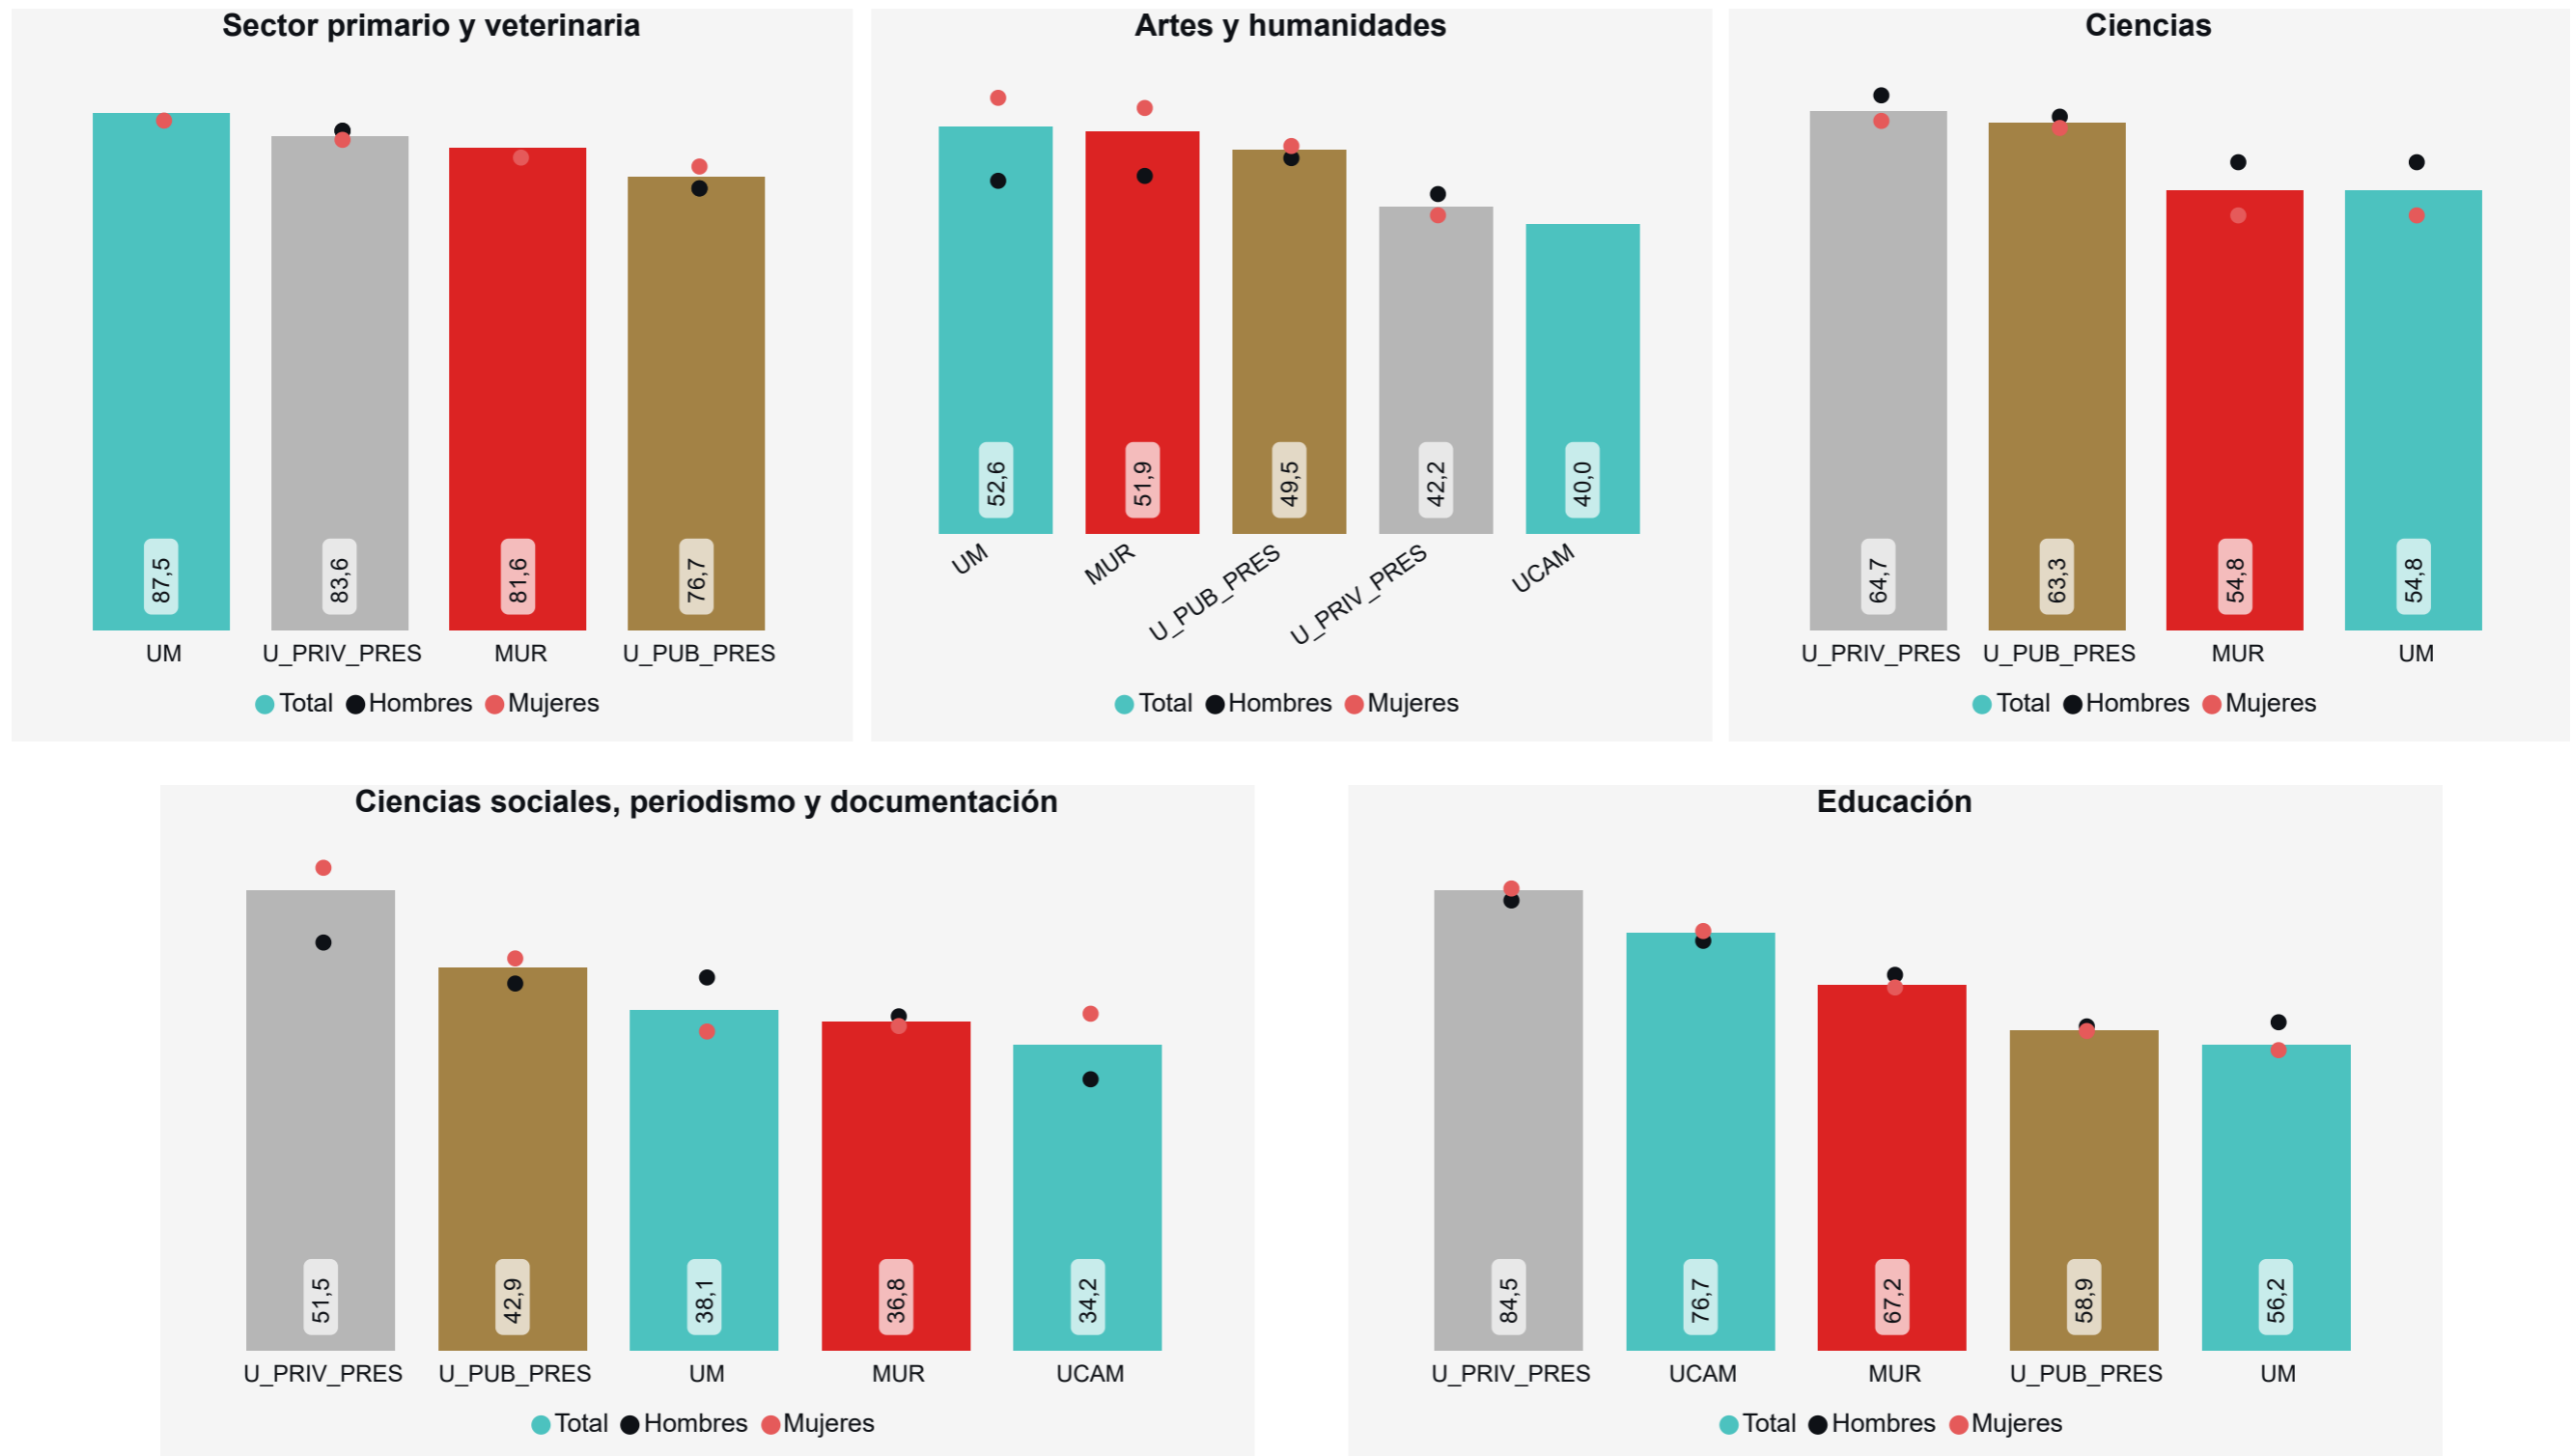 Sector primario y veterinaria
87,5
83,6
81,6
76,7
UM
U_PRIV_PRES
MUR
U_PUB_PRES
Total
Hombres
Mujeres
Artes y humanidades
52,6
51,9
49,5
42,2
40,0
UM
MUR
U_PUB_PRES
U_PRIV_PRES
UCAM
Total
Hombres
Mujeres
Ciencias
64,7
63,3
54,8
54,8
U_PRIV_PRES
U_PUB_PRES
MUR
UM
Total
Hombres
Mujeres
Ciencias sociales, periodismo y documentación
51,5
42,9
38,1
36,8
34,2
U_PRIV_PRES
U_PUB_PRES
UM
MUR
UCAM
Total
Hombres
Mujeres
Educación
84,5
76,7
67,2
58,9
56,2
U_PRIV_PRES
UCAM
MUR
U_PUB_PRES
UM
Total
Hombres
Mujeres